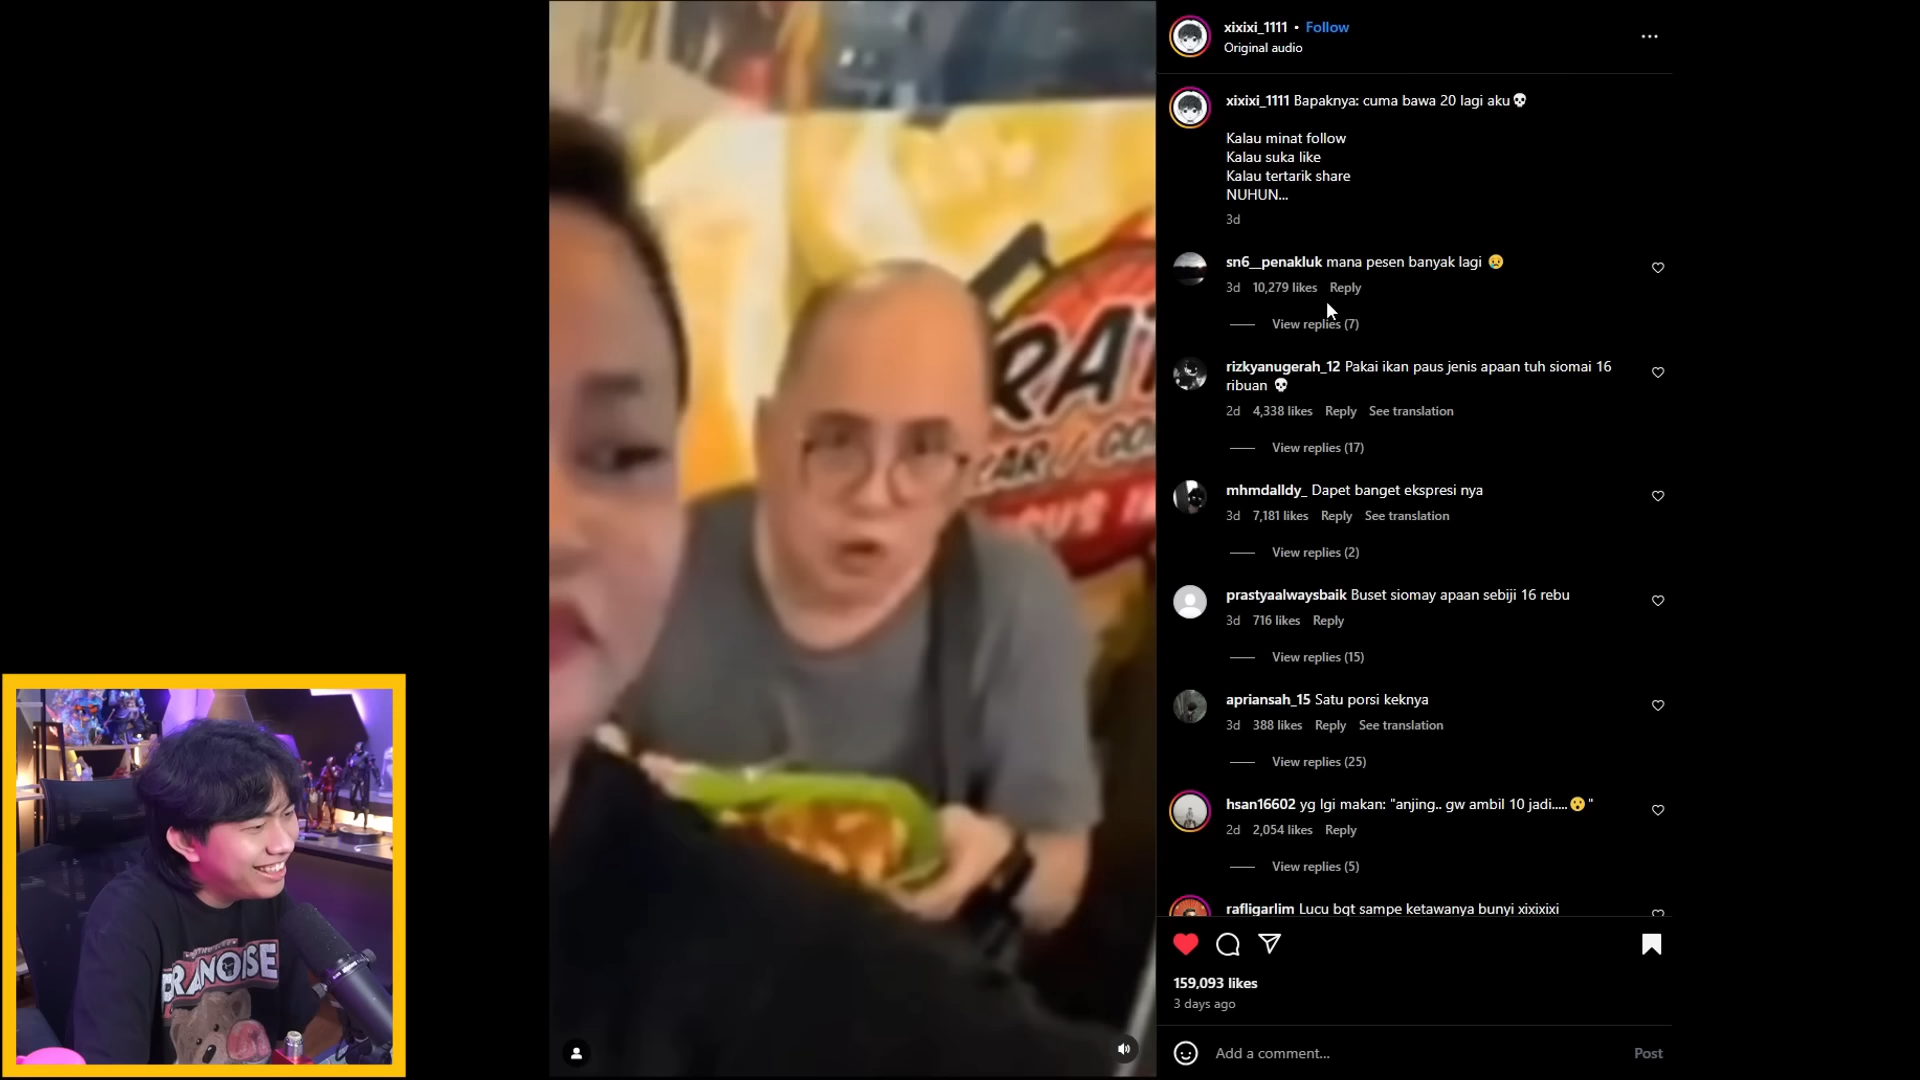 xixixi_1111 • Follow
Original audio
xixixi_1111 Bapaknya: cuma bawa 20 lagi aku💀
Kalau minat follow
Kalau suka like
Kalau tertarik share
NUHUN...
3d
sn6__penakluk mana pesen banyak lagi 😢
3d 10,279 likes Reply
View replies (7)
rizkyanugerah_12 Pakai ikan paus jenis apaan tuh siomai 16
ribuan 💀
2d 4,338 likes Reply See translation
View replies (17)
mhmdalldy_ Dapet banget ekspresi nya
3d 7,181 likes Reply See translation
View replies (2)
prastyaalwaysbaik Buset siomay apaan sebiji 16 rebu
3d 716 likes Reply
View replies (15)
apriansah_15 Satu porsi keknya
3d 388 likes Reply See translation
View replies (25)
hsan16602 yg lgi makan: "anjing.. gw ambil 10 jadi.....😮"
2d 2,054 likes Reply
View replies (5)
rafligarlim Lucu bqt sampe ketawanya bunyi xixixixi
159,093 likes
3 days ago
Add a comment...
Post